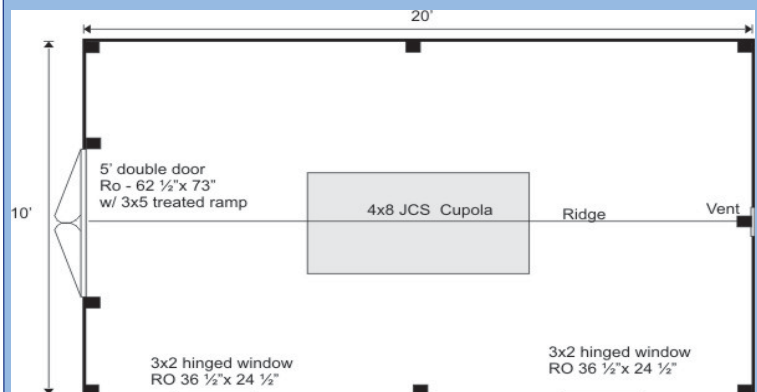 20'
5' double door
Ro - 62 ½"x 73"
w/ 3x5 treated ramp
10'
4x8 JCS Cupola
Ridge
Vent
3x2 hinged window
RO 36 ½"x 24 ½"
3x2 hinged window
RO 36 ½"x 24 ½"